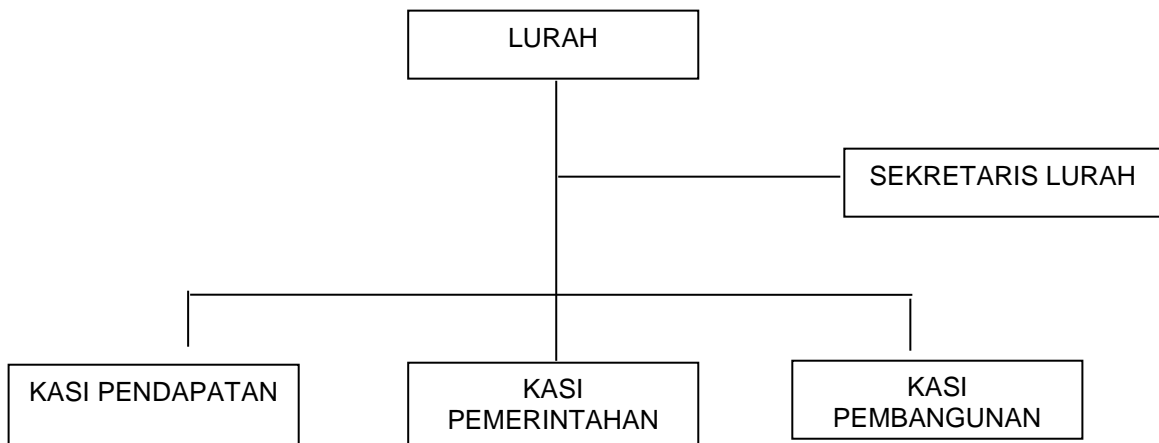 LURAH
SEKRETARIS LURAH
KASI PENDAPATAN
KASI
PEMERINTAHAN
KASI
PEMBANGUNAN